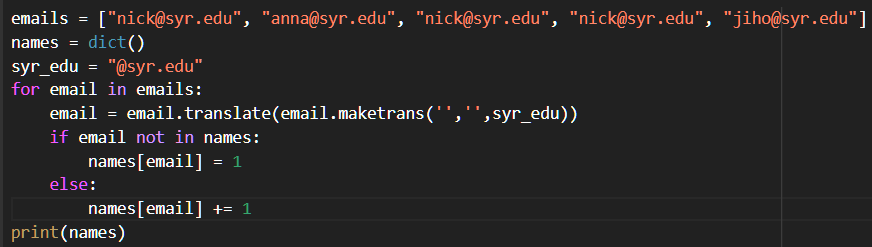 emails = ["nick@syr.edu", "anna@syr.edu", "nick@syr.edu", "nick@syr.edu", "jiho@syr.edu"]
names = dict()
syr_edu = "@syr.edu"
for email in emails:
    email = email.translate(email.maketrans('','',syr_edu))
    if email not in names:
        names[email] = 1
    else:
        names[email] += 1
print(names)